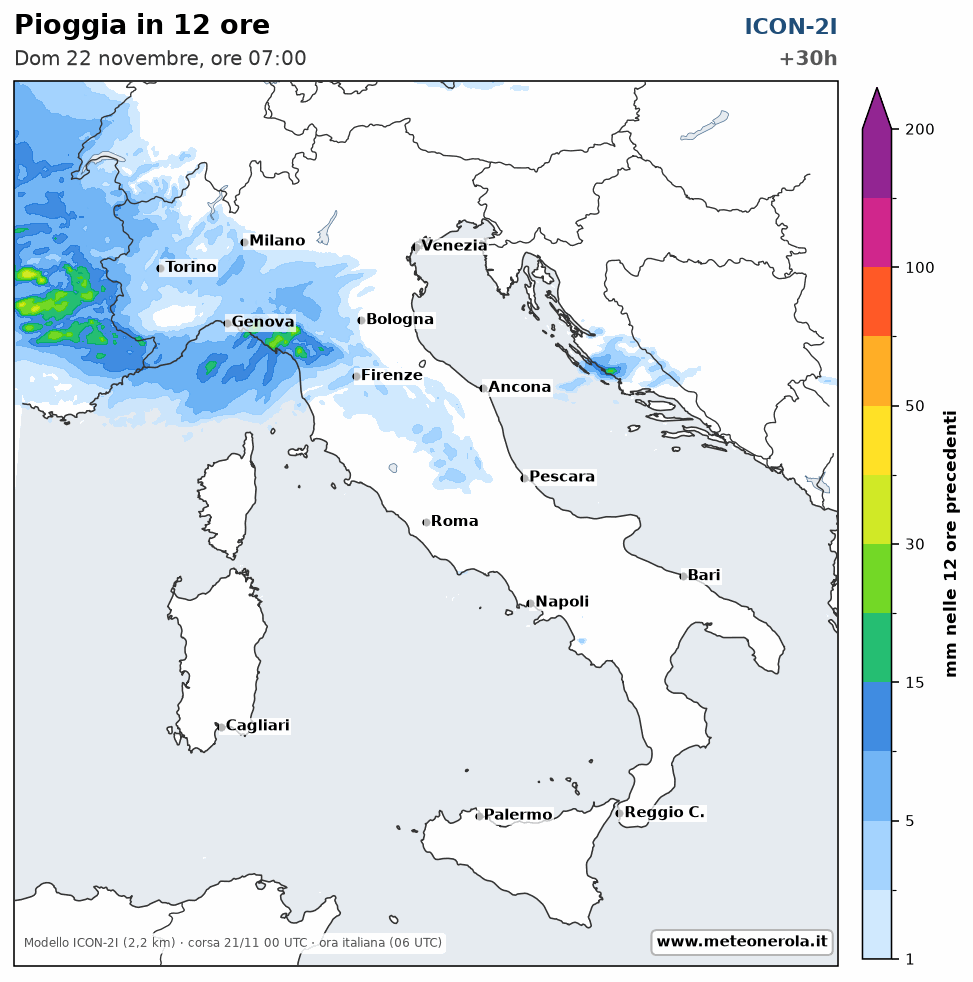 Pioggia in 12 ore
ICON-2I
Dom 22 novembre, ore 07:00
+30h
200
100
50
30
15
5
1
mm nelle 12 ore precedenti
Milano
Venezia
Torino
Genova
Bologna
Firenze
Ancona
Pescara
Roma
Bari
Napoli
Cagliari
Palermo
Reggio C.
Modello ICON-2I (2,2 km) · corsa 21/11 00 UTC · ora italiana (06 UTC)
www.meteonerola.it